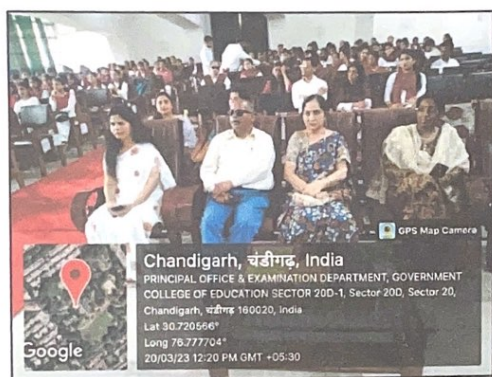 GPS Map Camera
Chandigarh, चंडीगढ़, India
PRINCIPAL OFFICE & EXAMINATION DEPARTMENT, GOVERNMENT
COLLEGE OF EDUCATION SECTOR 20D-1, Sector 20D, Sector 20,
Chandigarh, चंडीगढ़ 160020, India
Lat 30.720566°
Long 76.777704°
20/03/23 12:20 PM GMT +05:30
Google